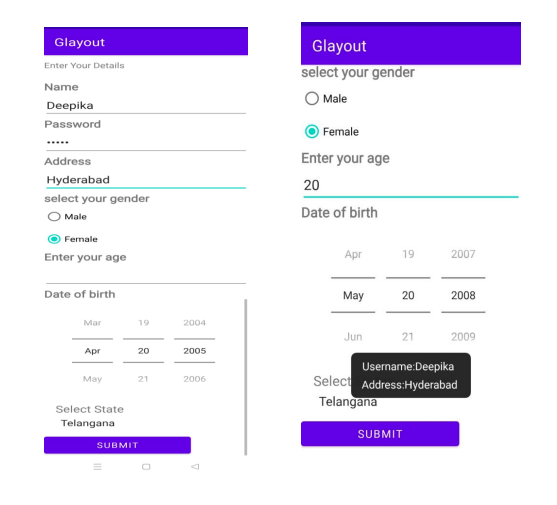 Glayout
Enter Your Details
Name
Deepika
Password
•••••
Address
Hyderabad
select your gender
Male
Female
Enter your age
Date of birth
Mar 19 2004
Apr 20 2005
May 21 2006
Select State
Telangana
SUBMIT
Glayout
select your gender
Male
Female
Enter your age
20
Date of birth
Apr 19 2007
May 20 2008
Jun 21 2009
Username:Deepika
Address:Hyderabad
Select
Telangana
SUBMIT